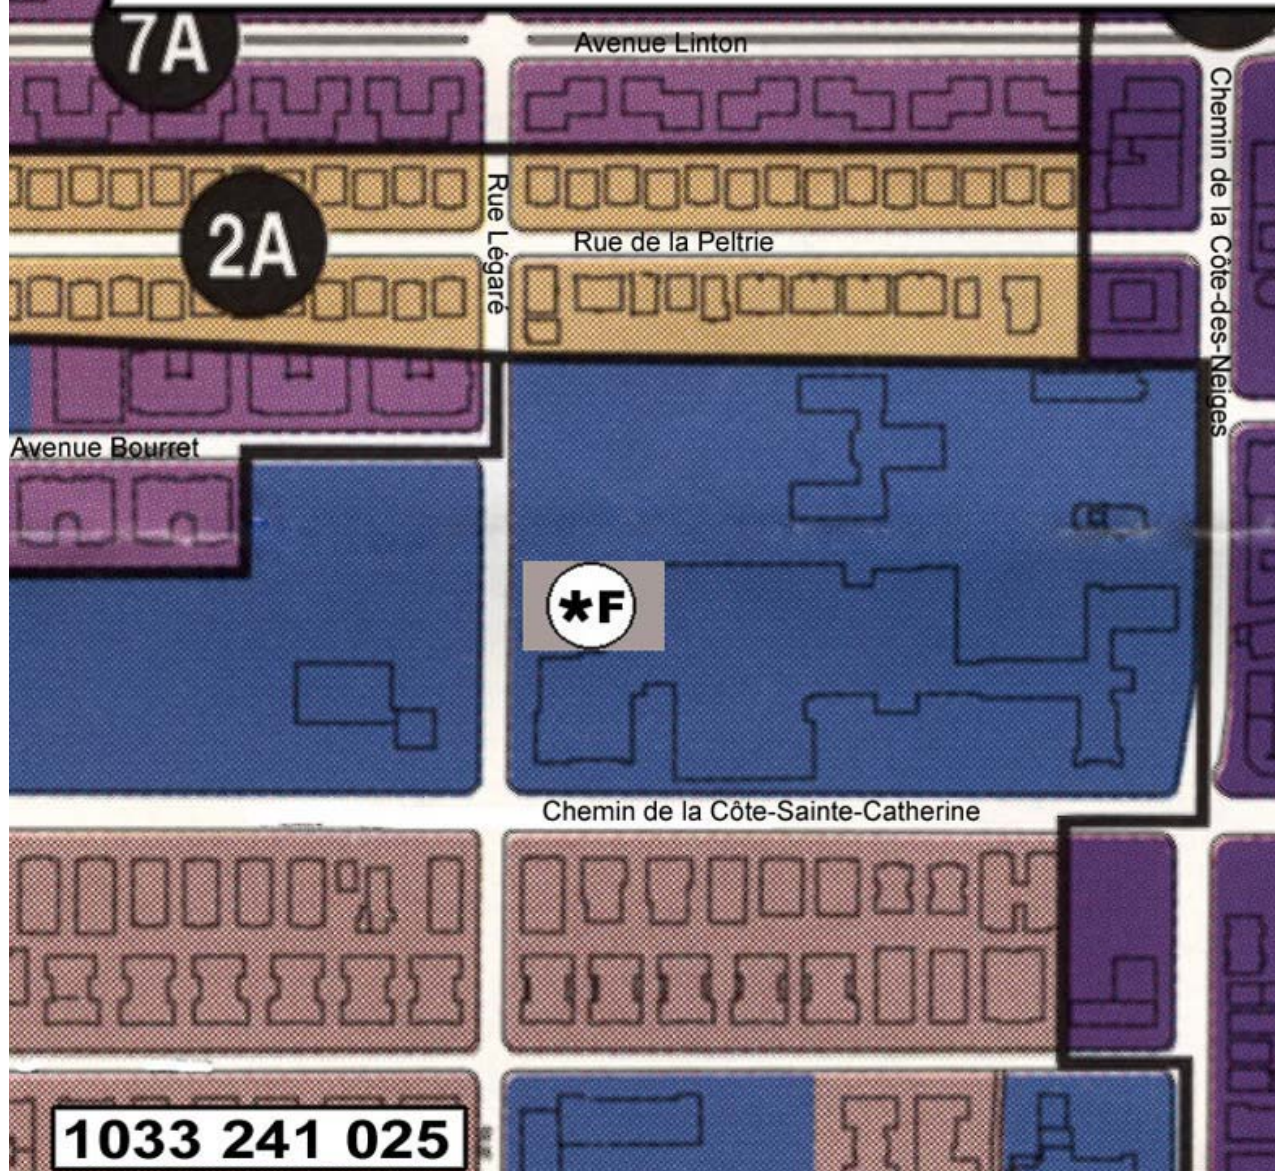 7A
Avenue Linton
Chemin de la Côte-des-Neiges
2A
Rue Légaré
Rue de la Peltrie
Avenue Bourret
*F
Chemin de la Côte-Sainte-Catherine
1033 241 025